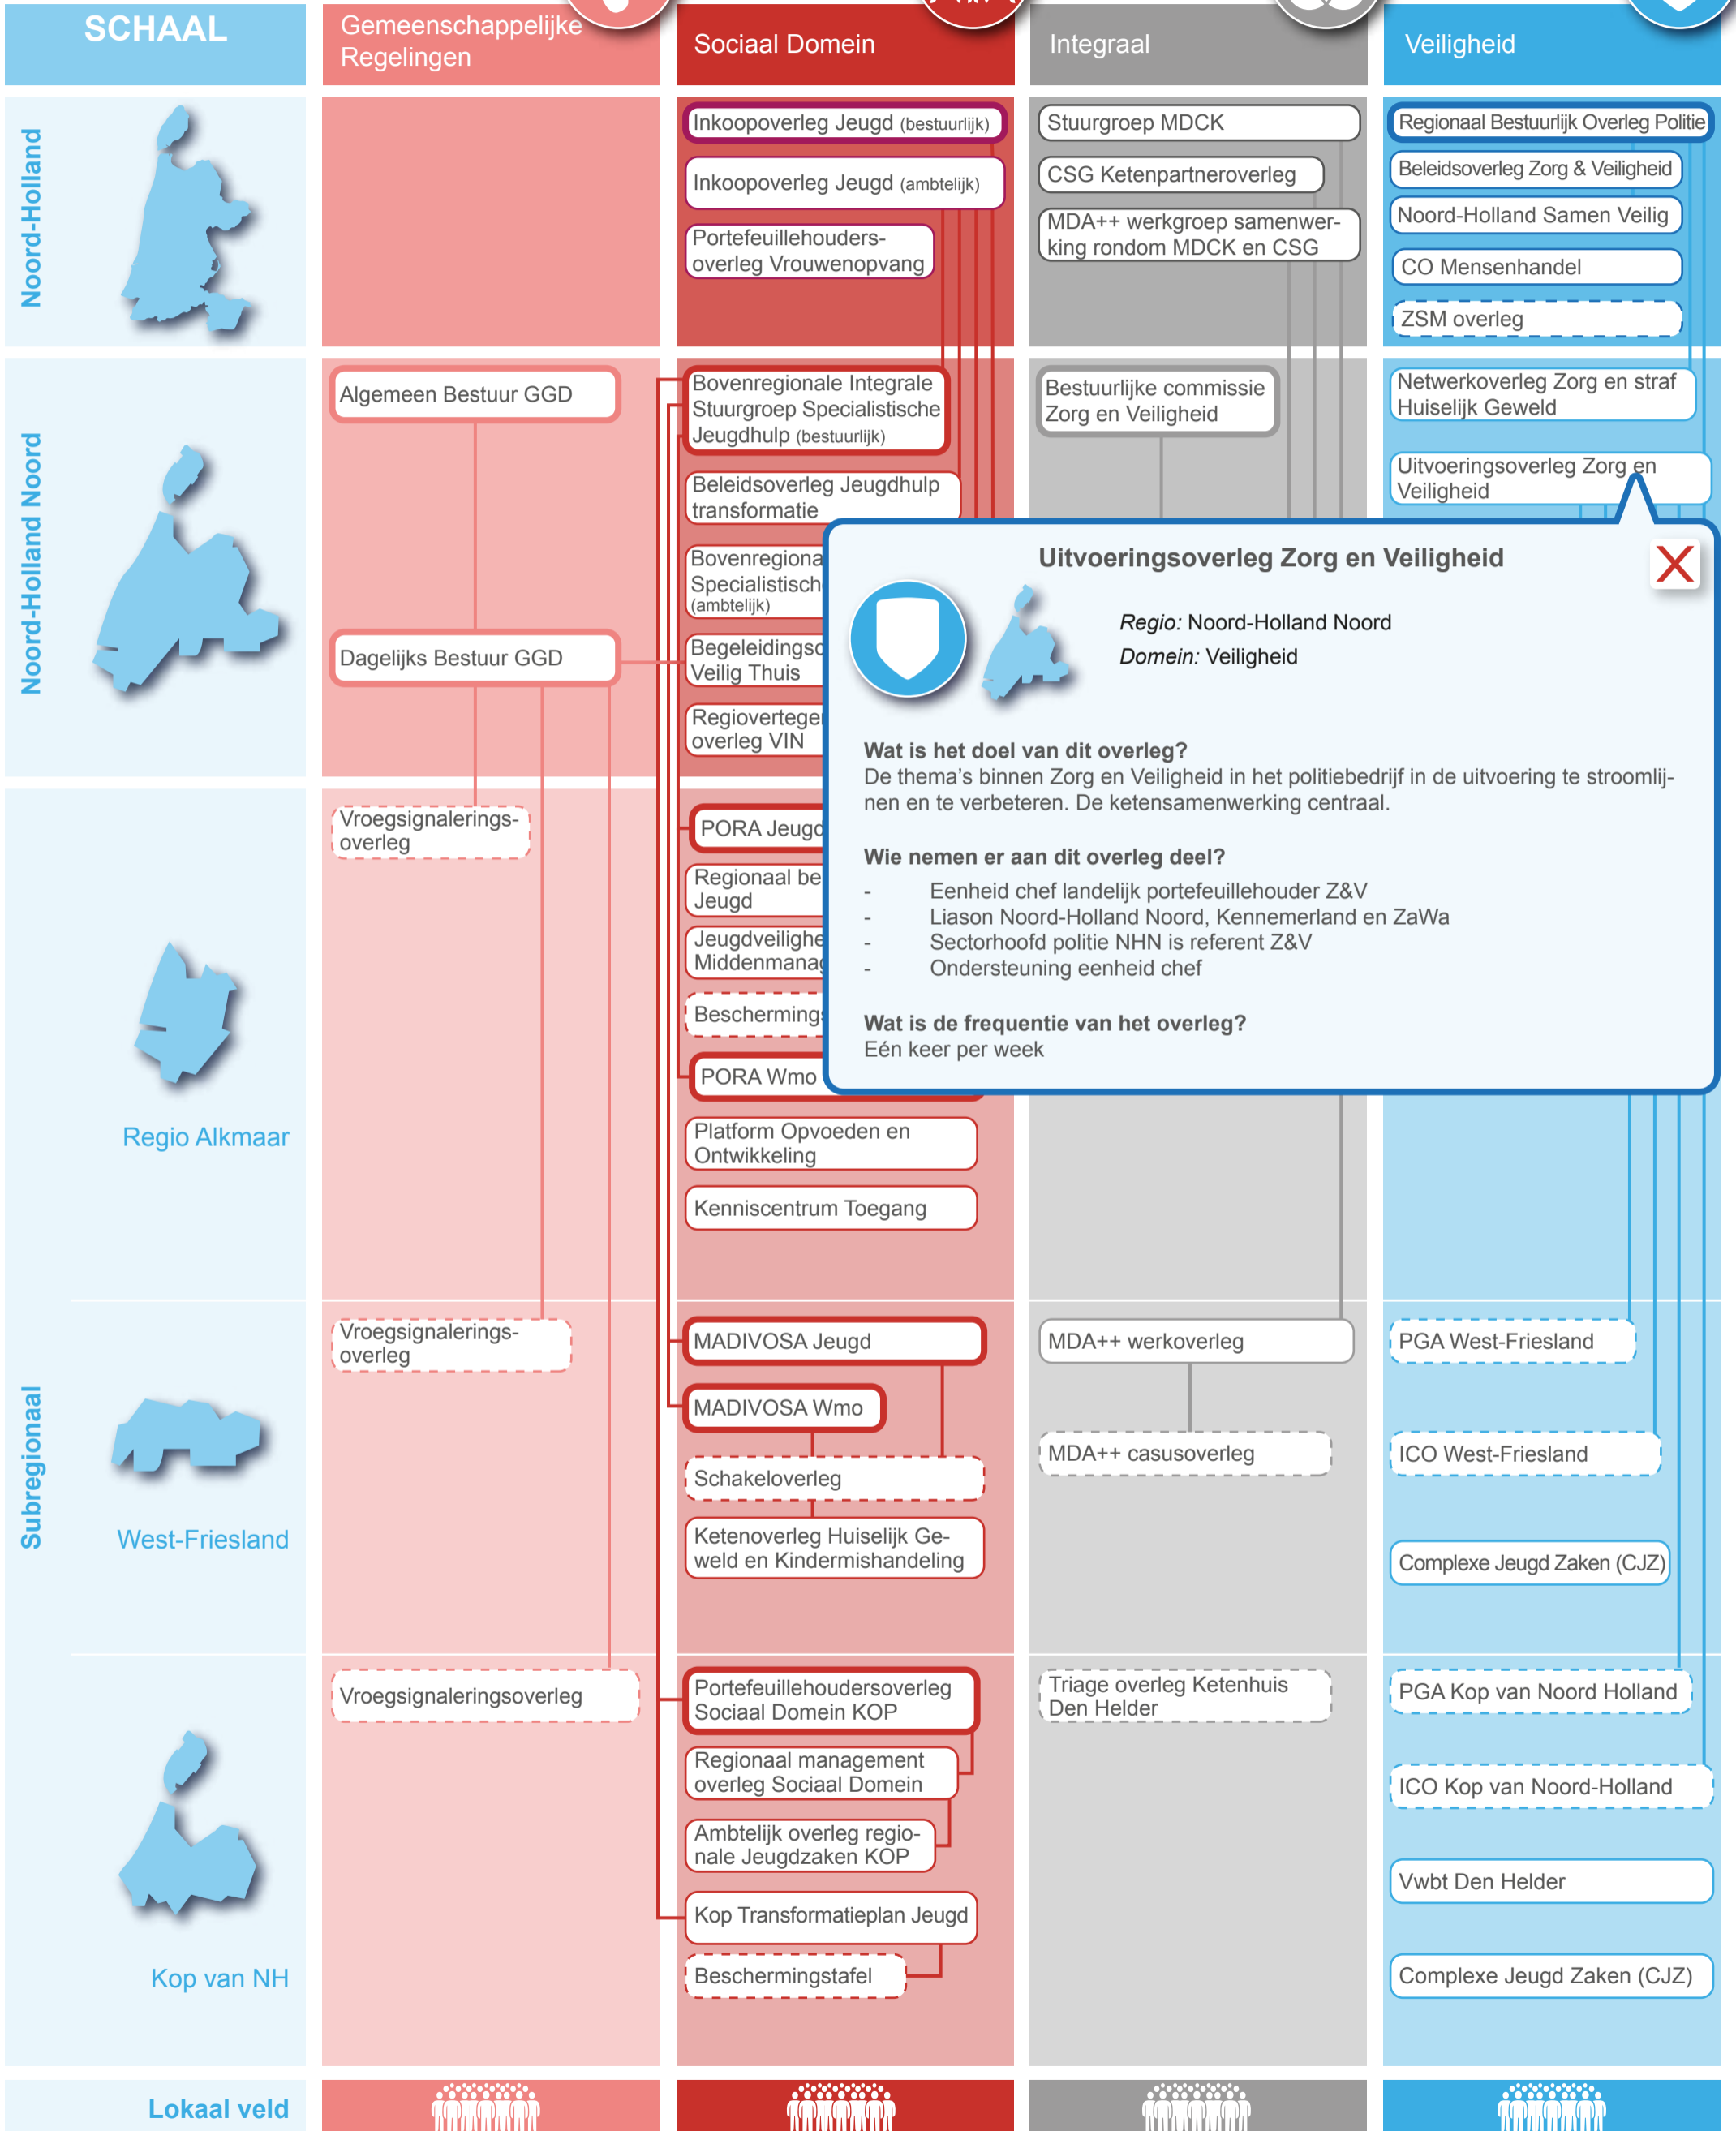 SCHAAL
Gemeenschappelijke
Regelingen
Sociaal Domein
Integraal
Veiligheid
Noord-Holland
Inkoopoverleg Jeugd (bestuurlijk)
Inkoopoverleg Jeugd (ambtelijk)
Portefeuillehouders-
overleg Vrouwenopvang
Stuurgroep MDCK
CSG Ketenpartneroverleg
MDA++ werkgroep samenwer-
king rondom MDCK en CSG
Regionaal Bestuurlijk Overleg Politie
Beleidsoverleg Zorg & Veiligheid
Noord-Holland Samen Veilig
CO Mensenhandel
ZSM overleg
Noord-Holland Noord
Algemeen Bestuur GGD
Dagelijks Bestuur GGD
Bovenregionale Integrale
Stuurgroep Specialistische
Jeugdhulp (bestuurlijk)
Beleidsoverleg Jeugdhulp
transformatie
Bovenregiona
Specialistisch
(ambtelijk)
Begeleidingsc
Veilig Thuis
Regiovertege
overleg VIN
Bestuurlijke commissie
Zorg en Veiligheid
Netwerkoverleg Zorg en straf
Huiselijk Geweld
Uitvoeringsoverleg Zorg en
Veiligheid
Uitvoeringsoverleg Zorg en Veiligheid
X
Regio: Noord-Holland Noord
Domein: Veiligheid
Wat is het doel van dit overleg?
De thema's binnen Zorg en Veiligheid in het politiebedrijf in de uitvoering te stroomlij-
nen en te verbeteren. De ketensamenwerking centraal.
Wie nemen er aan dit overleg deel?
- Eenheid chef landelijk portefeuillehouder Z&V
- Liason Noord-Holland Noord, Kennemerland en ZaWa
- Sectorhoofd politie NHN is referent Z&V
- Ondersteuning eenheid chef
Wat is de frequentie van het overleg?
Eén keer per week
Subregionaal
Regio Alkmaar
Vroegsignalerings-
overleg
PORA Jeugd
Regionaal be
Jeugd
Jeugdveilighe
Middenmanag
Beschermings
PORA Wmo
Platform Opvoeden en
Ontwikkeling
Kenniscentrum Toegang
West-Friesland
Vroegsignalerings-
overleg
MADIVOSA Jeugd
MADIVOSA Wmo
Schakeloverleg
Ketenoverleg Huiselijk Ge-
weld en Kindermishandeling
MDA++ werkoverleg
MDA++ casusoverleg
PGA West-Friesland
ICO West-Friesland
Complexe Jeugd Zaken (CJZ)
Kop van NH
Vroegsignaleringsoverleg
Portefeuillehoudersoverleg
Sociaal Domein KOP
Regionaal management
overleg Sociaal Domein
Ambtelijk overleg regio-
nale Jeugdzaken KOP
Kop Transformatieplan Jeugd
Beschermingstafel
Triage overleg Ketenhuis
Den Helder
PGA Kop van Noord Holland
ICO Kop van Noord-Holland
Vwbt Den Helder
Complexe Jeugd Zaken (CJZ)
Lokaal veld